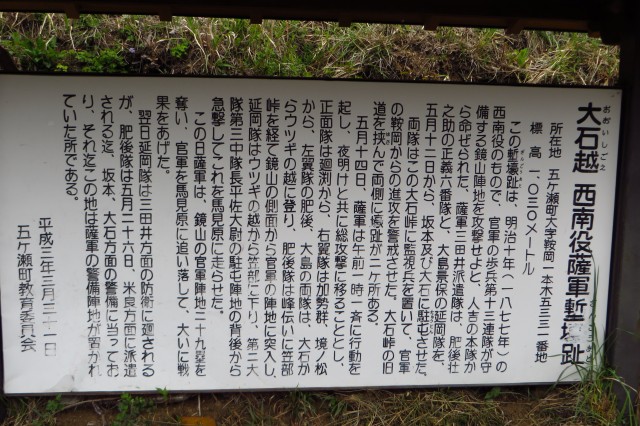 おおいしごえ
大石越 西南役薩軍塹壕趾
所在地 五ケ瀬町大字鞍岡一本木五三三一番地
標高 一、〇三〇メートル
この塹壕趾は、明治十年(一八七七年)の
西南役のもので、官軍の歩兵第十三連隊が守
備する鏡山陣地を攻撃せよと、人吉の本隊か
ら命ぜられた、薩軍三田井派遣隊は、肥後壮
之助の正義六番隊と、大島景保の延岡隊を、
五月十二日から、坂本及び大石に駐屯させた。
両隊はこの大石峠に監視兵を置いて、官軍
の鞍岡からの進攻を警戒させた。大石峠の旧
道を挟んで両側に壕趾が二ケ所ある。
五月十四日、薩軍は午前一時一斉に行動を
起し、夜明けと共に総攻撃に移ることとし、
正面隊は廻渕から、右翼隊は加勢群、境ノ松
から、左翼隊の肥後、大島の両隊は、大石か
らウツギの越に登り、肥後隊は峰伝いに笠部
峠を経て鏡山の側面から官軍の陣地に突入し、
延岡隊はウツギの越から笠部に下り、第二大
隊第三中隊長平佐大尉の駐屯陣地の背後から
急撃してこれを馬見原に走らせた。
この日薩軍は、鏡山の官軍陣地二十九塁を
奪い、官軍を馬見原に追い落して、大いに戦
果をあげた。
翌日延岡隊は三田井方面の防衛に廻される
が、肥後隊は五月二十六日、米良方面に派遣
される迄、坂本、大石方面の警備に当ってお
り、それ迄この地は薩軍の警備陣地が置かれ
ていた所である。
平成三年三月三十一日
五ケ瀬町教育委員会